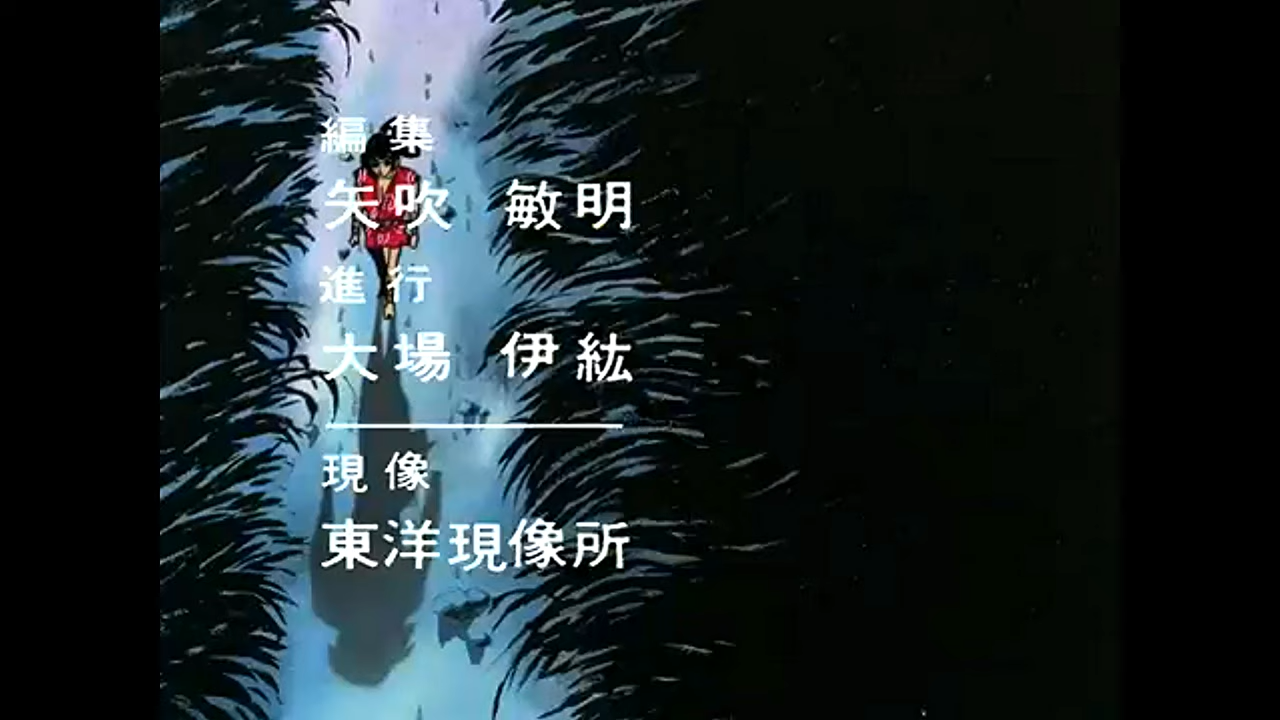 編集
矢吹 敏明
進行
大場 伊紘
現像
東洋現像所